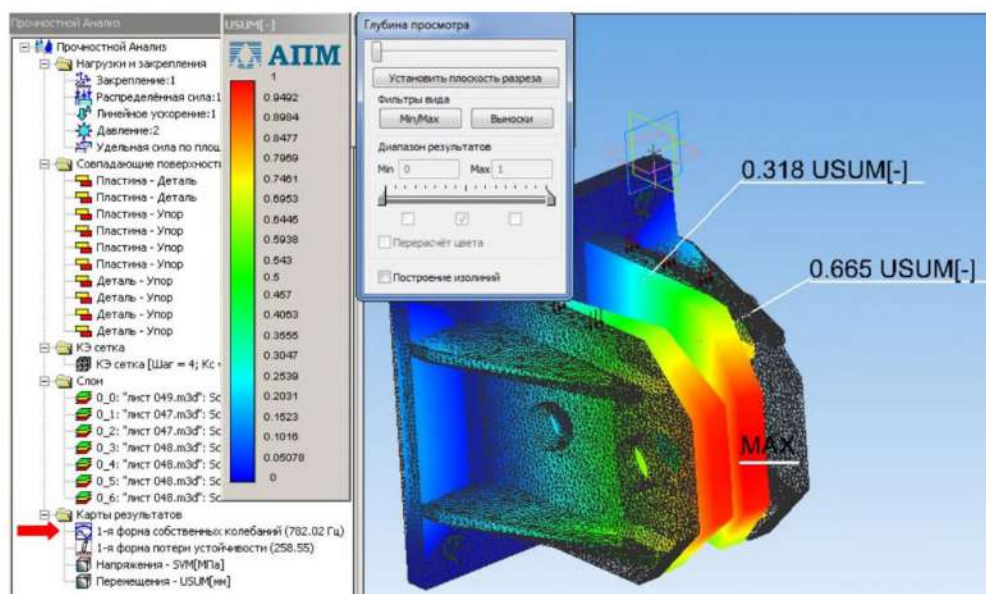 Прочностной Анализ
Прочностной Анализ
Нагрузки и закрепления
Закрепление:1
Распределённая сила:1
Линейное ускорение:1
Давление:2
Удельная сила по площ
Совпадающие поверхност
Пластина - Деталь
Пластина - Деталь
Пластина - Упор
Пластина - Упор
Пластина - Упор
Пластина - Упор
Деталь - Упор
Деталь - Упор
Деталь - Упор
Деталь - Упор
КЭ сетка
КЭ сетка [Шаг = 4; Кс =
Слои
0_0: "лист 049.m3d": Sc
0_1: "лист 047.m3d": Sc
0_2: "лист 047.m3d": Sc
0_3: "лист 048.m3d": Sc
0_4: "лист 048.m3d": Sc
0_5: "лист 048.m3d": Sc
0_6: "лист 048.m3d": Sc
Карты результатов
1-я форма собственных колебаний (782.02 Гц)
1-я форма потери устойчивости (258.55)
Напряжения - SVM[МПа]
Перемещения - USUM[мм]
USUM[-]
АПМ
1
0.9492
0.8984
0.8477
0.7969
0.7461
0.6953
0.6445
0.5938
0.543
0.5
0.457
0.4063
0.3555
0.3047
0.2539
0.2031
0.1523
0.1016
0.05078
0
Глубина просмотра
Установить плоскость разреза
Фильтры вида
Min/Max Выноски
Диапазон результатов
Min 0 Max 1
Перерасчёт цвета
Построение изолиний
0.318 USUM[-]
0.665 USUM[-]
MAX